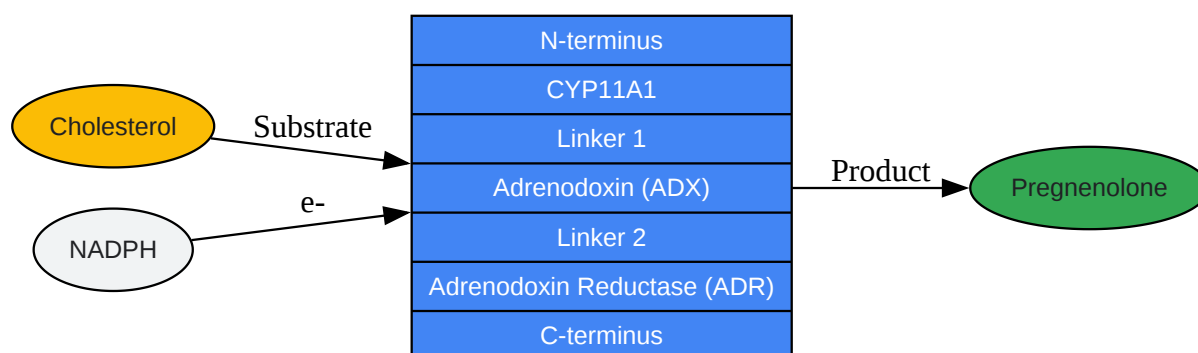 N-terminus
CYP11A1
Cholesterol
Substrate
Linker 1
Adrenodoxin (ADX)
Product
Pregnenolone
e-
NADPH
Linker 2
Adrenodoxin Reductase (ADR)
C-terminus